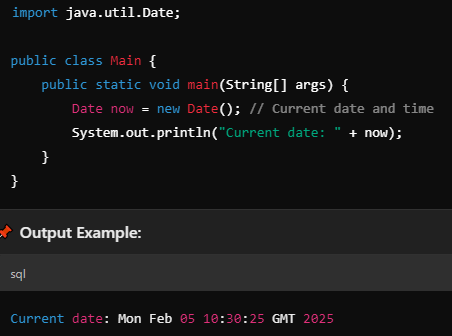 import java.util.Date;
public class Main {
    public static void main(String[] args) {
        Date now = new Date(); // Current date and time
        System.out.println("Current date: " + now);
    }
}
📌 Output Example:
sql
Current date: Mon Feb 05 10:30:25 GMT 2025